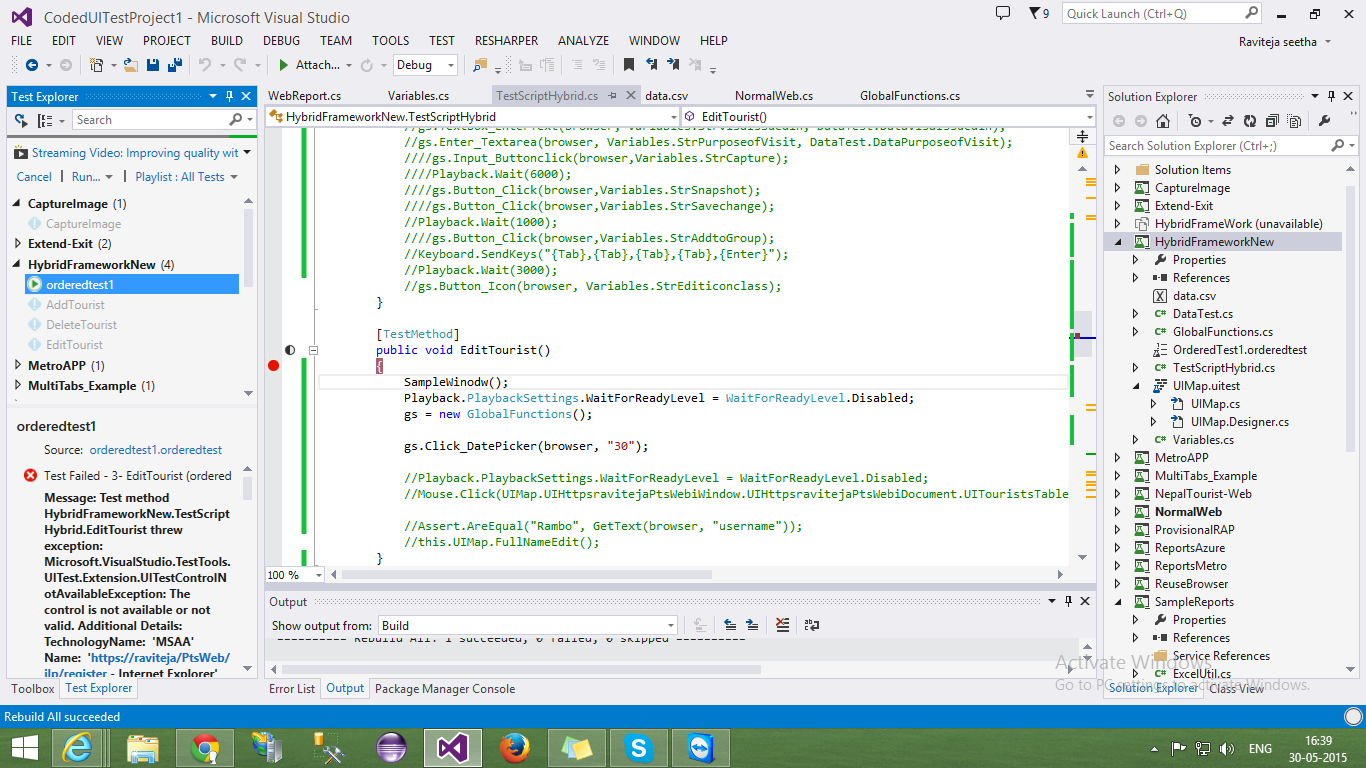 CodedUITestProject1 - Microsoft Visual Studio
9
Quick Launch (Ctrl+Q)
FILE EDIT VIEW PROJECT BUILD DEBUG TEAM TOOLS TEST RESHARPER ANALYZE WINDOW HELP
Raviteja seetha
Attach... Debug
Test Explorer
Search
Streaming Video: Improving quality wit
Cancel Run... Playlist : All Tests
CaptureImage (1)
CaptureImage
Extend-Exit (2)
HybridFrameworkNew (4)
orderedtest1
AddTourist
DeleteTourist
EditTourist
MetroAPP (1)
MultiTabs_Example (1)
orderedtest1
Source: orderedtest1.orderedtest
Test Failed - 3- EditTourist (ordered
Message: Test method
HybridFrameworkNew.TestScript
Hybrid.EditTourist threw
exception:
Microsoft.VisualStudio.TestTools.
UITest.Extension.UITestControlN
otAvailableException: The
control is not available or not
valid. Additional Details:
TechnologyName: 'MSAA'
Name: 'https://raviteja/PtsWeb/
ilp/register - Internet Explorer'
Toolbox Test Explorer
WebReport.cs Variables.cs TestScriptHybrid.cs data.csv NormalWeb.cs GlobalFunctions.cs
HybridFrameworkNew.TestScriptHybrid EditTourist()
//gs.Enter_Textarea(browser, Variables.StrPurposeofVisit, DataTest.DataPurposeofVisit);
////gs.Input_Buttonclick(browser,Variables.StrCapture);
////Playback.Wait(6000);
////gs.Button_Click(browser,Variables.StrSnapshot);
////gs.Button_Click(browser,Variables.StrSavechange);
//Playback.Wait(1000);
////gs.Button_Click(browser,Variables.StrAddtoGroup);
//Keyboard.SendKeys("{Tab},{Tab},{Tab},{Tab},{Enter}");
//Playback.Wait(3000);
//gs.Button_Icon(browser, Variables.StrEditiconclass);
}
[TestMethod]
public void EditTourist()
{
SampleWinodw();
Playback.PlaybackSettings.WaitForReadyLevel = WaitForReadyLevel.Disabled;
gs = new GlobalFunctions();
gs.Click_DatePicker(browser, "30");
//Playback.PlaybackSettings.WaitForReadyLevel = WaitForReadyLevel.Disabled;
//Mouse.Click(UIMap.UIHttpsravitejaPtsWebiWindow.UIHttpsravitejaPtsWebiDocument.UITouristsTable
//Assert.AreEqual("Rambo", GetText(browser, "username"));
//this.UIMap.FullNameEdit();
}
100 %
Output
Show output from: Build
========== Rebuild All: 1 succeeded, 0 failed, 0 skipped ==========
Error List Output Package Manager Console
Solution Explorer
Search Solution Explorer (Ctrl+;)
Solution Items
CaptureImage
Extend-Exit
HybridFrameWork (unavailable)
HybridFrameworkNew
Properties
References
data.csv
DataTest.cs
GlobalFunctions.cs
OrderedTest1.orderedtest
TestScriptHybrid.cs
UIMap.uitest
UIMap.cs
UIMap.Designer.cs
Variables.cs
MetroAPP
MultiTabs_Example
NepalTourist-Web
NormalWeb
ProvisionalRAP
ReportsAzure
ReportsMetro
ReuseBrowser
SampleReports
Properties
References
Service References
ExcelUtil.cs
Solution Explorer Class View
Activate Windows
Go to PC settings to activate Windows.
Rebuild All succeeded
ENG
16:39
30-05-2015